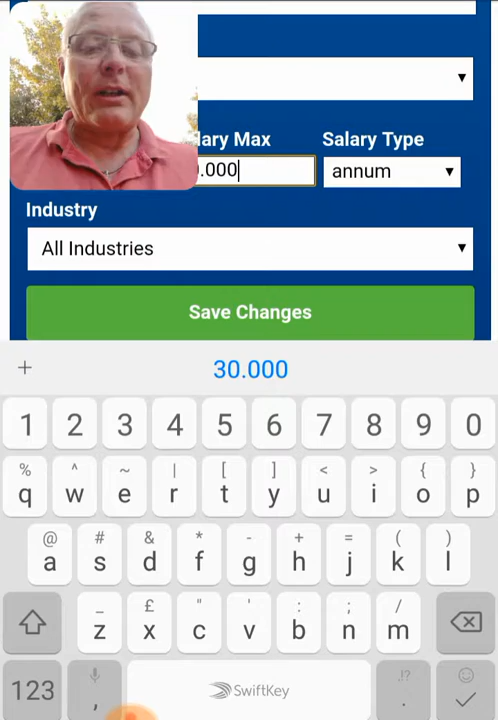 lary Max Salary Type
.000 annum
Industry
All Industries
Save Changes
+ 30.000
1 2 3 4 5 6 7 8 9 0
% ^ ~ | [ ] < > { }
q w e r t y u i o p
@ # & * - + = ( )
a s d f g h j k l
_ £ " ' : ; /
z x c v b n m
123 , SwiftKey .!? .